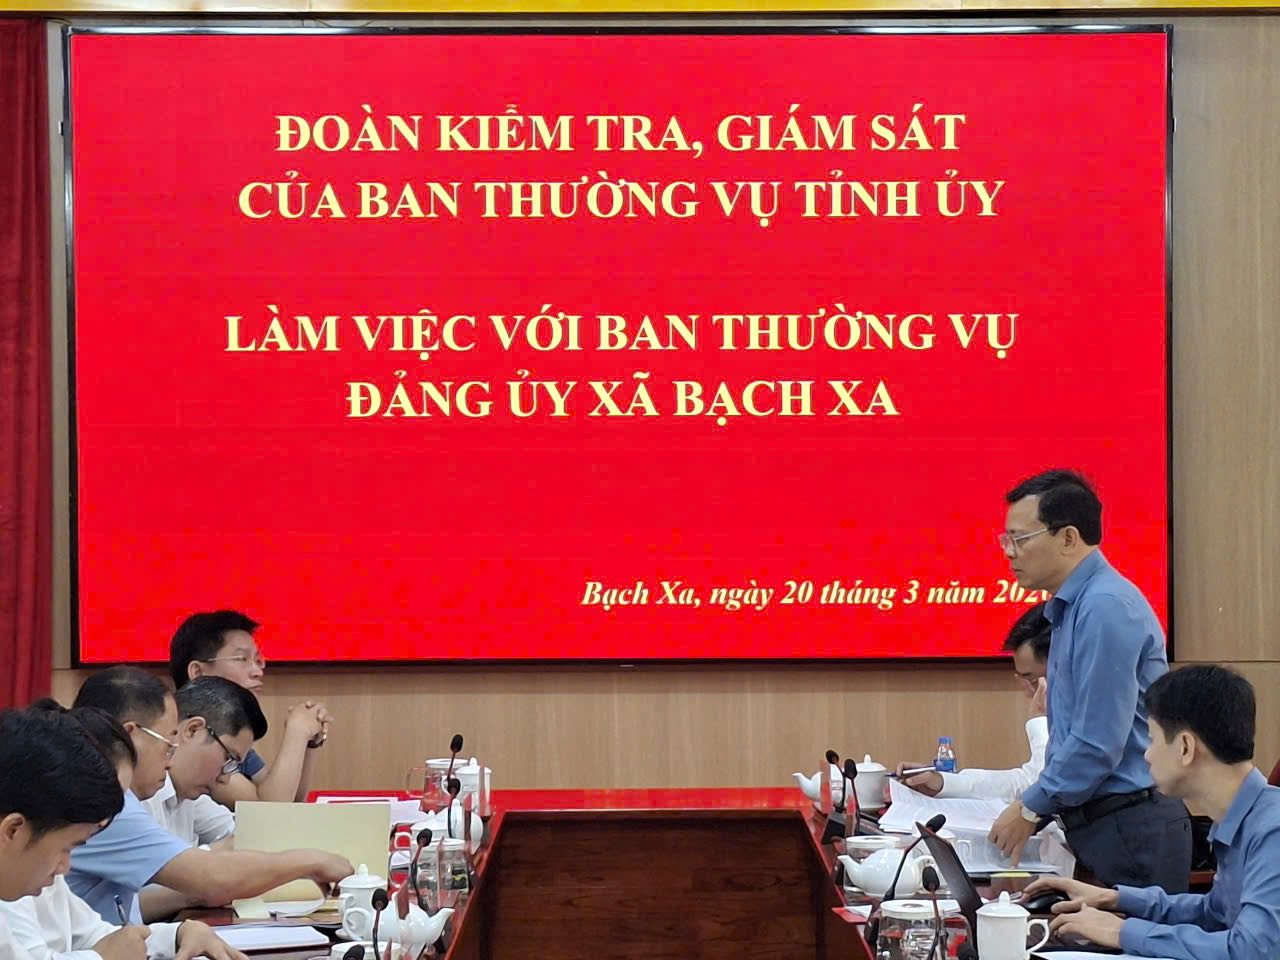 ĐOÀN KIỂM TRA, GIÁM SÁT
CỦA BAN THƯỜNG VỤ TỈNH ỦY
LÀM VIỆC VỚI BAN THƯỜNG VỤ
ĐẢNG ỦY XÃ BẠCH XA
Bạch Xa, ngày 20 tháng 3 năm